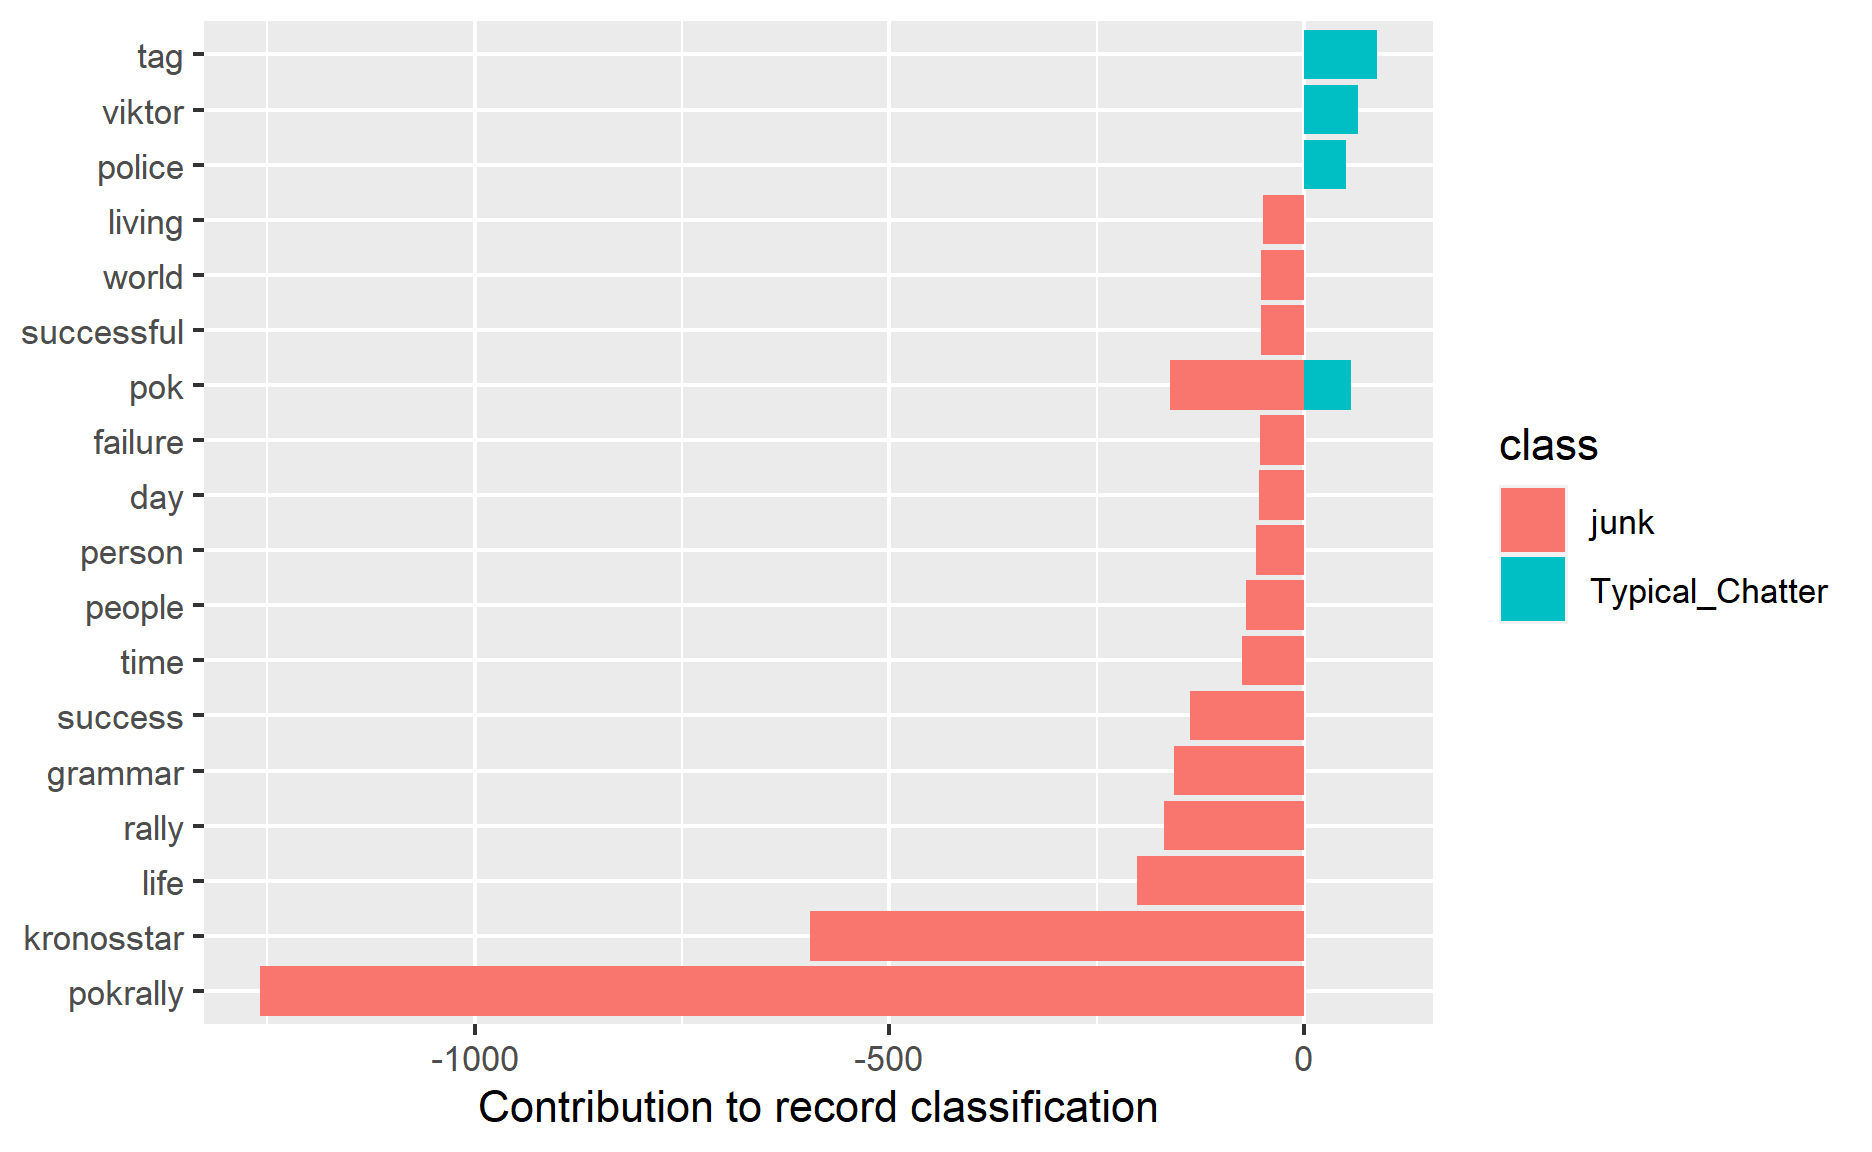 tag
viktor
police
living
world
successful
pok
failure
day
person
people
time
success
grammar
rally
life
kronosstar
pokrally
-1000 -500 0
Contribution to record classification
class
junk
Typical_Chatter